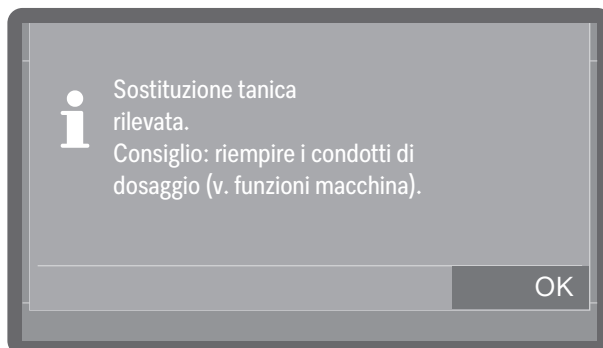 Sostituzione tanica
rilevata.
Consiglio: riempire i condotti di
dosaggio (v. funzioni macchina).
OK